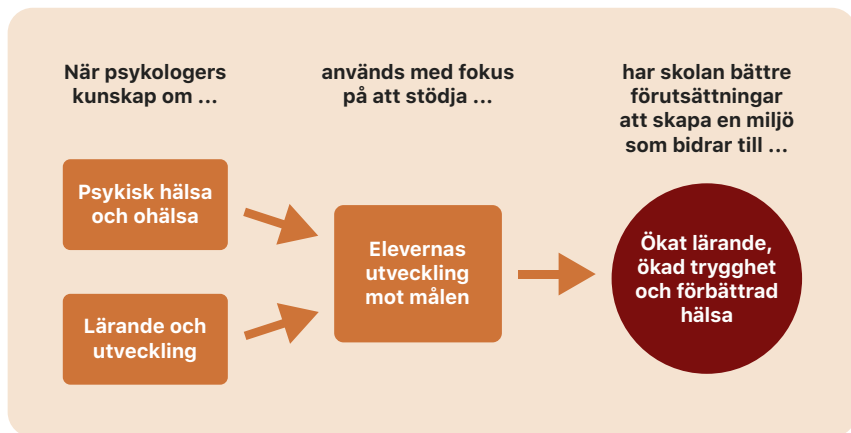 När psykologers
kunskap om ...
används med fokus
på att stödja ...
har skolan bättre
förutsättningar
att skapa en miljö
som bidrar till ...
Psykisk hälsa
och ohälsa
Lärande och
utveckling
Elevernas
utveckling
mot målen
Ökat lärande,
ökad trygghet
och förbättrad
hälsa